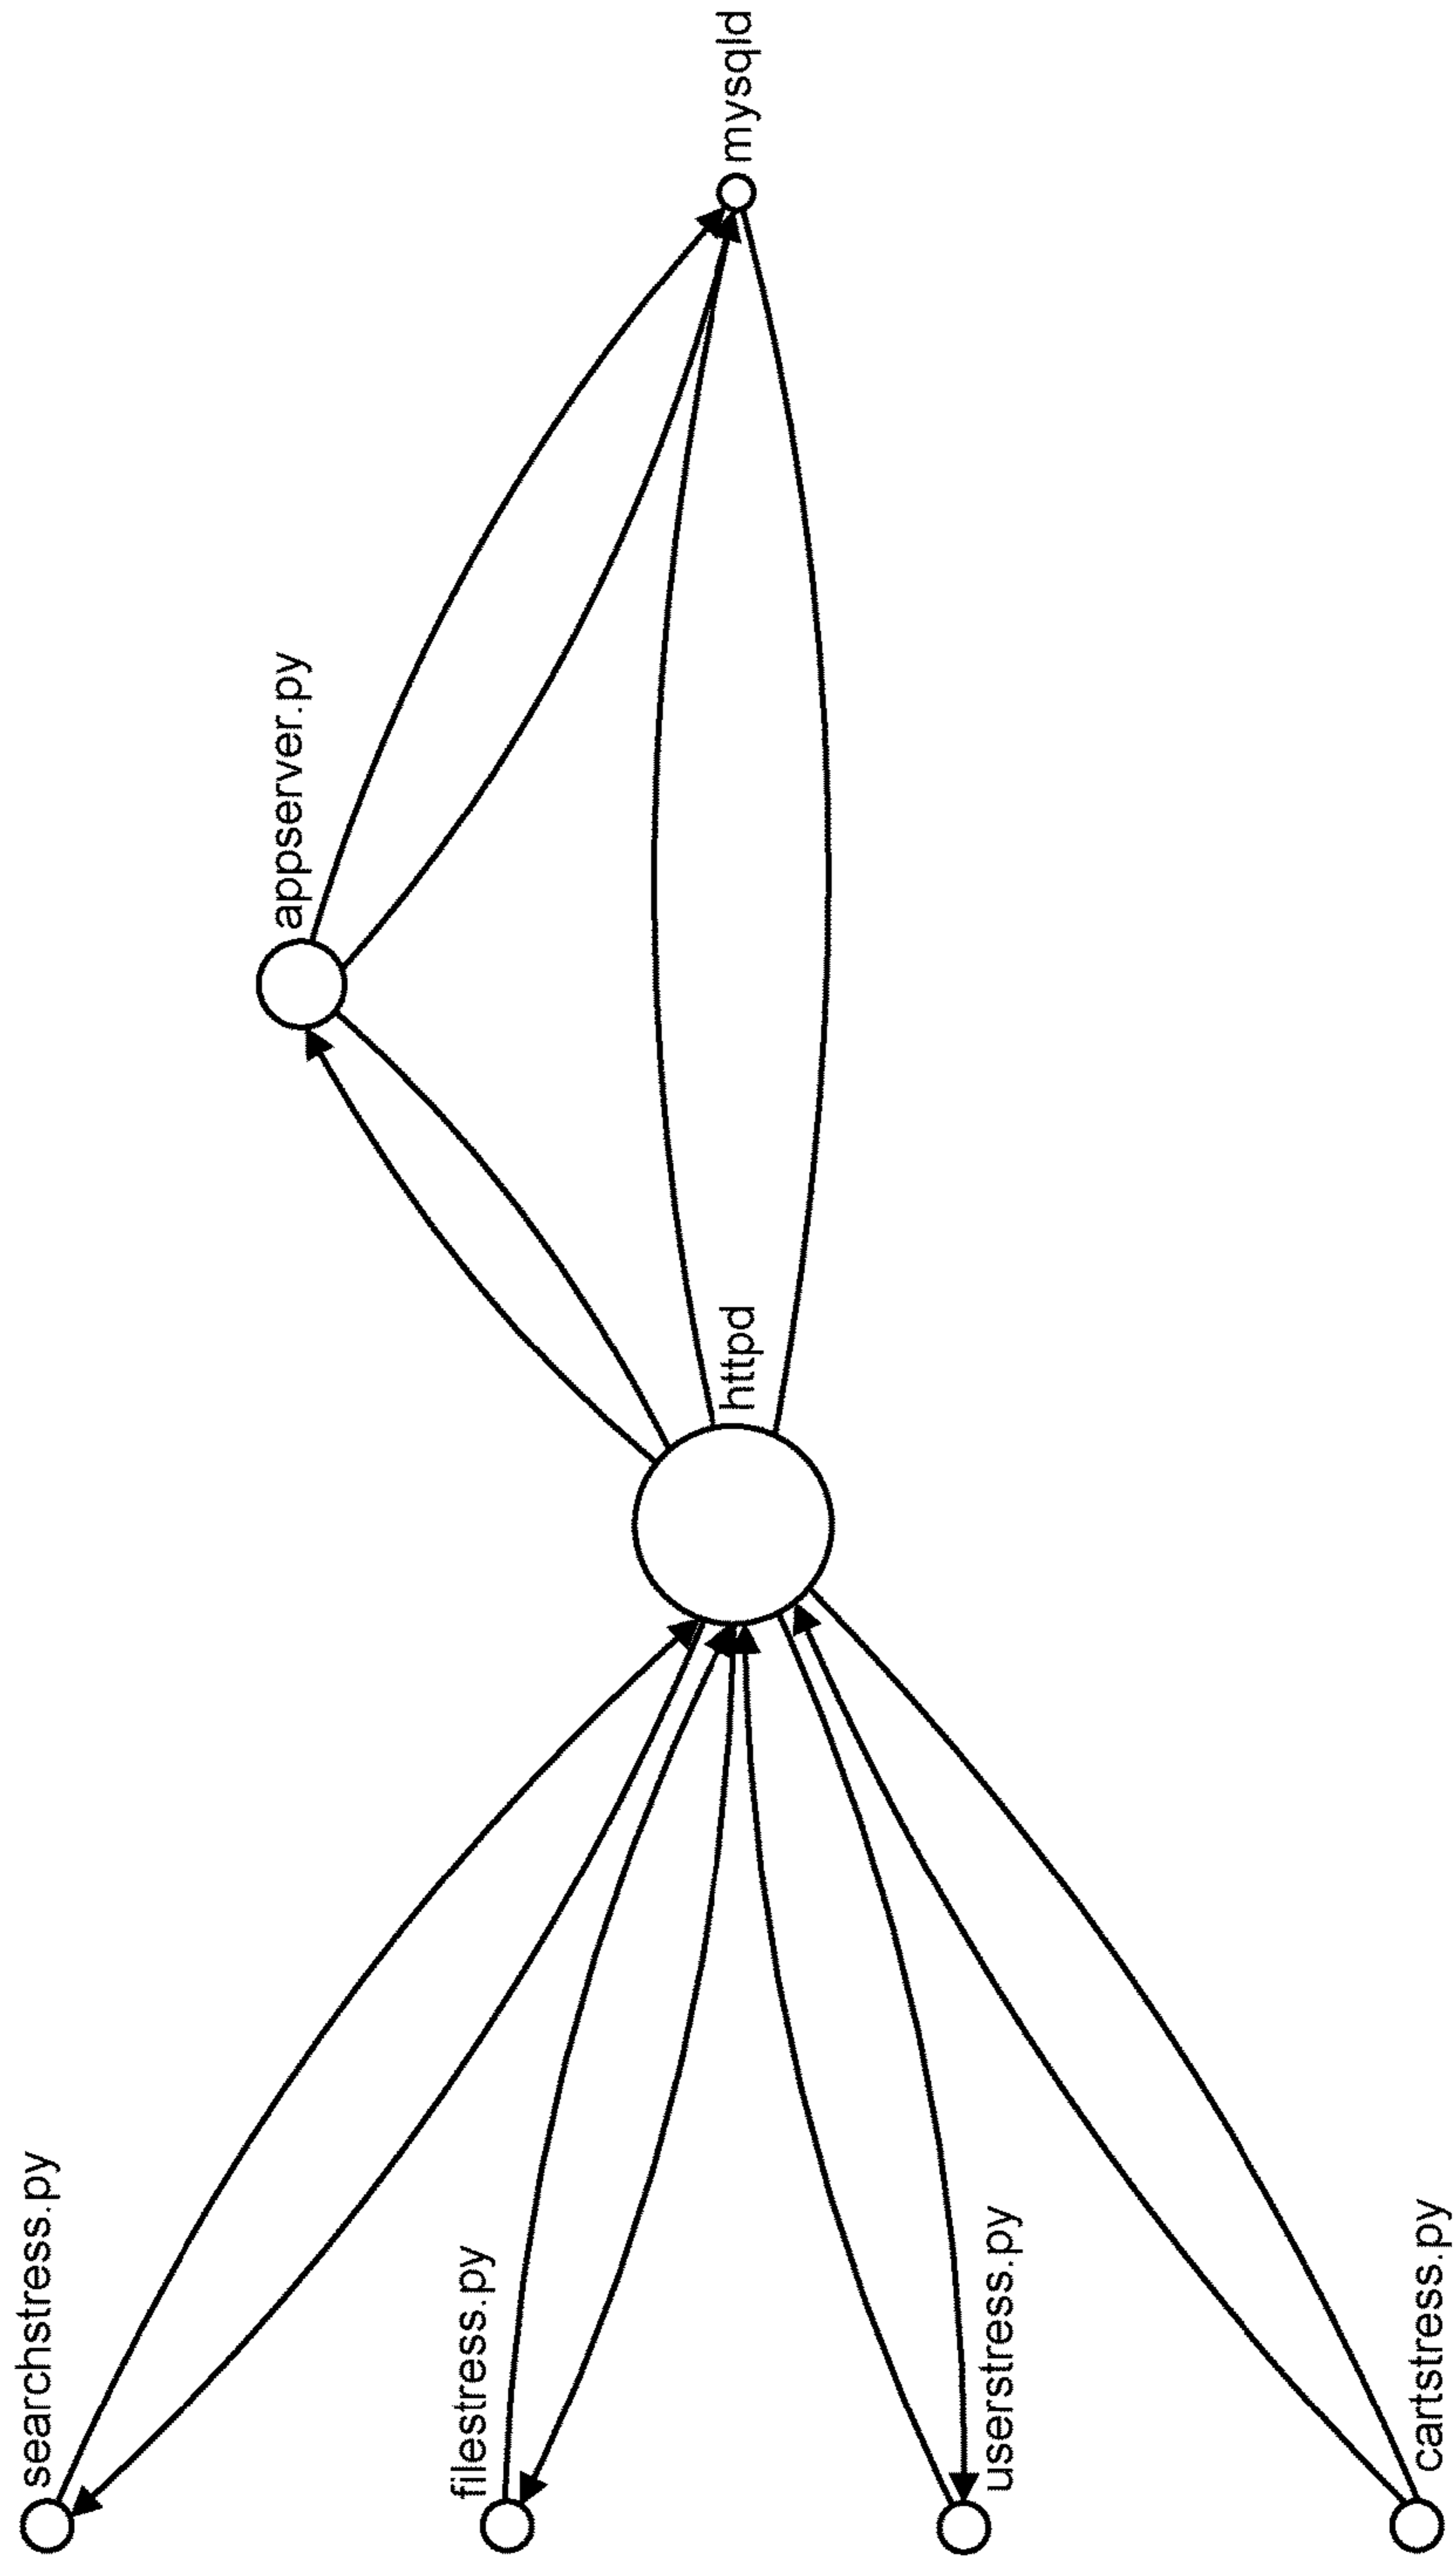 searchstress.py
filestress.py
userstress.py
cartstress.py
httpd
appserver.py
mysqld